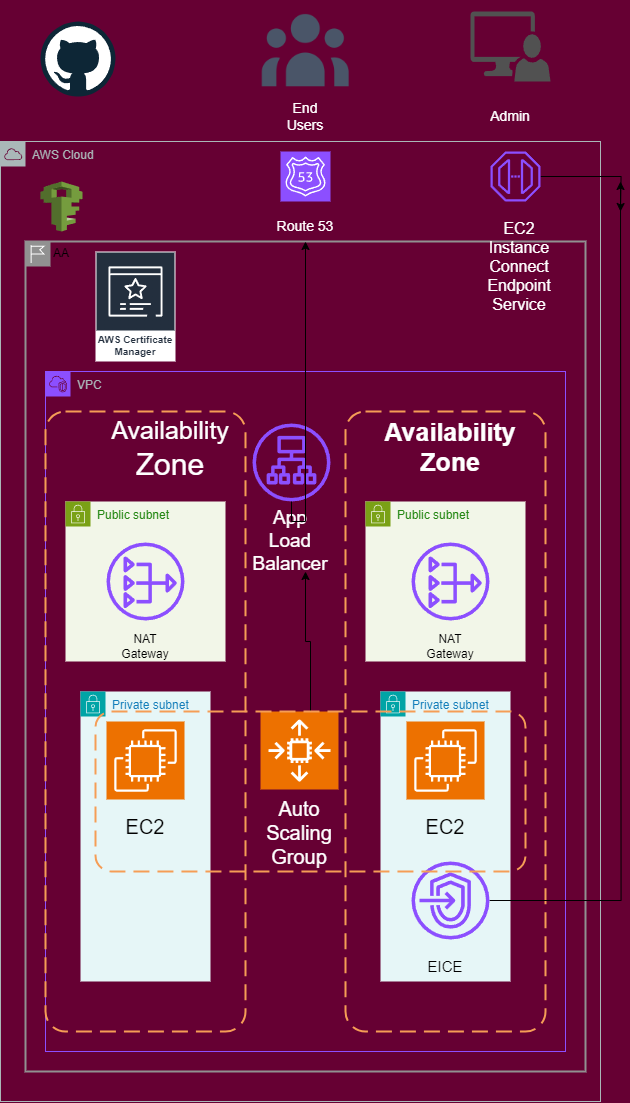 End
Users
Admin
AWS Cloud
53
Route 53
EC2
Instance
Connect
Endpoint
Service
AA
AWS Certificate
Manager
VPC
Availability
Zone
Availability
Zone
Public subnet
NAT
Gateway
App
Load
Balancer
Public subnet
NAT
Gateway
Private subnet
EC2
Auto
Scaling
Group
Private subnet
EC2
EICE